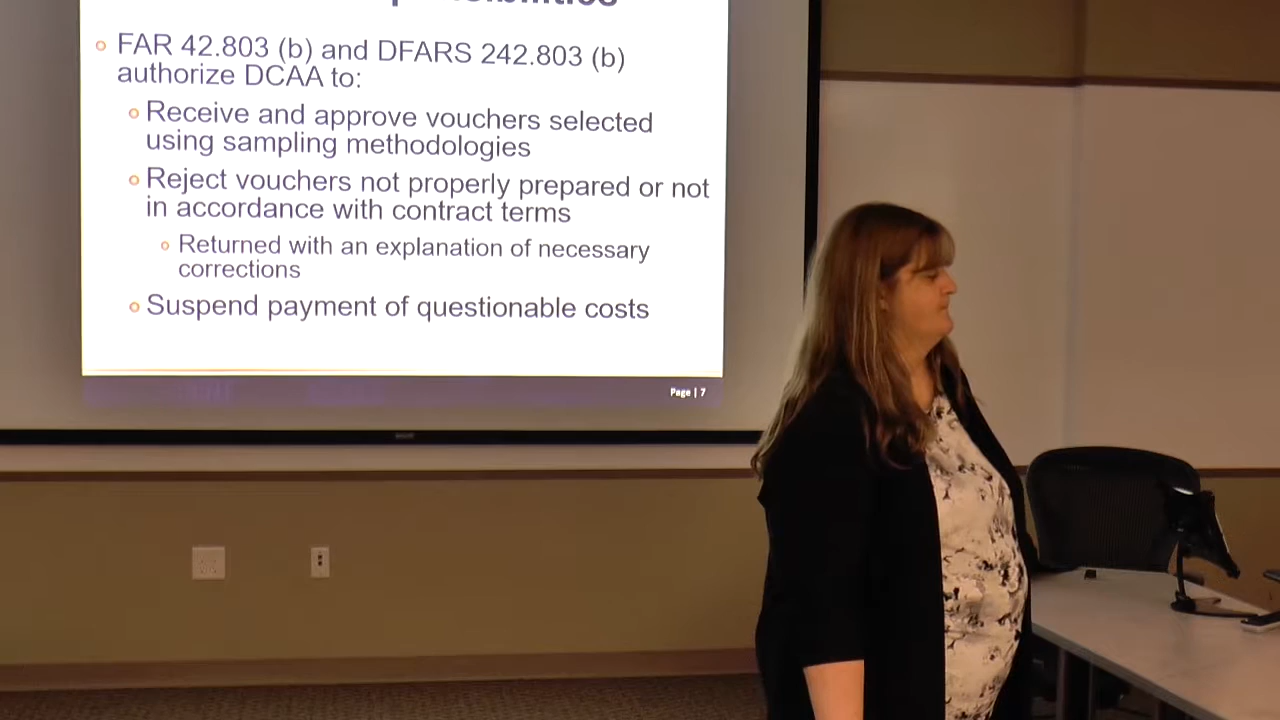 FAR 42.803 (b) and DFARS 242.803 (b)
authorize DCAA to:
Receive and approve vouchers selected
using sampling methodologies
Reject vouchers not properly prepared or not
in accordance with contract terms
Returned with an explanation of necessary
corrections
Suspend payment of questionable costs
Page | 7